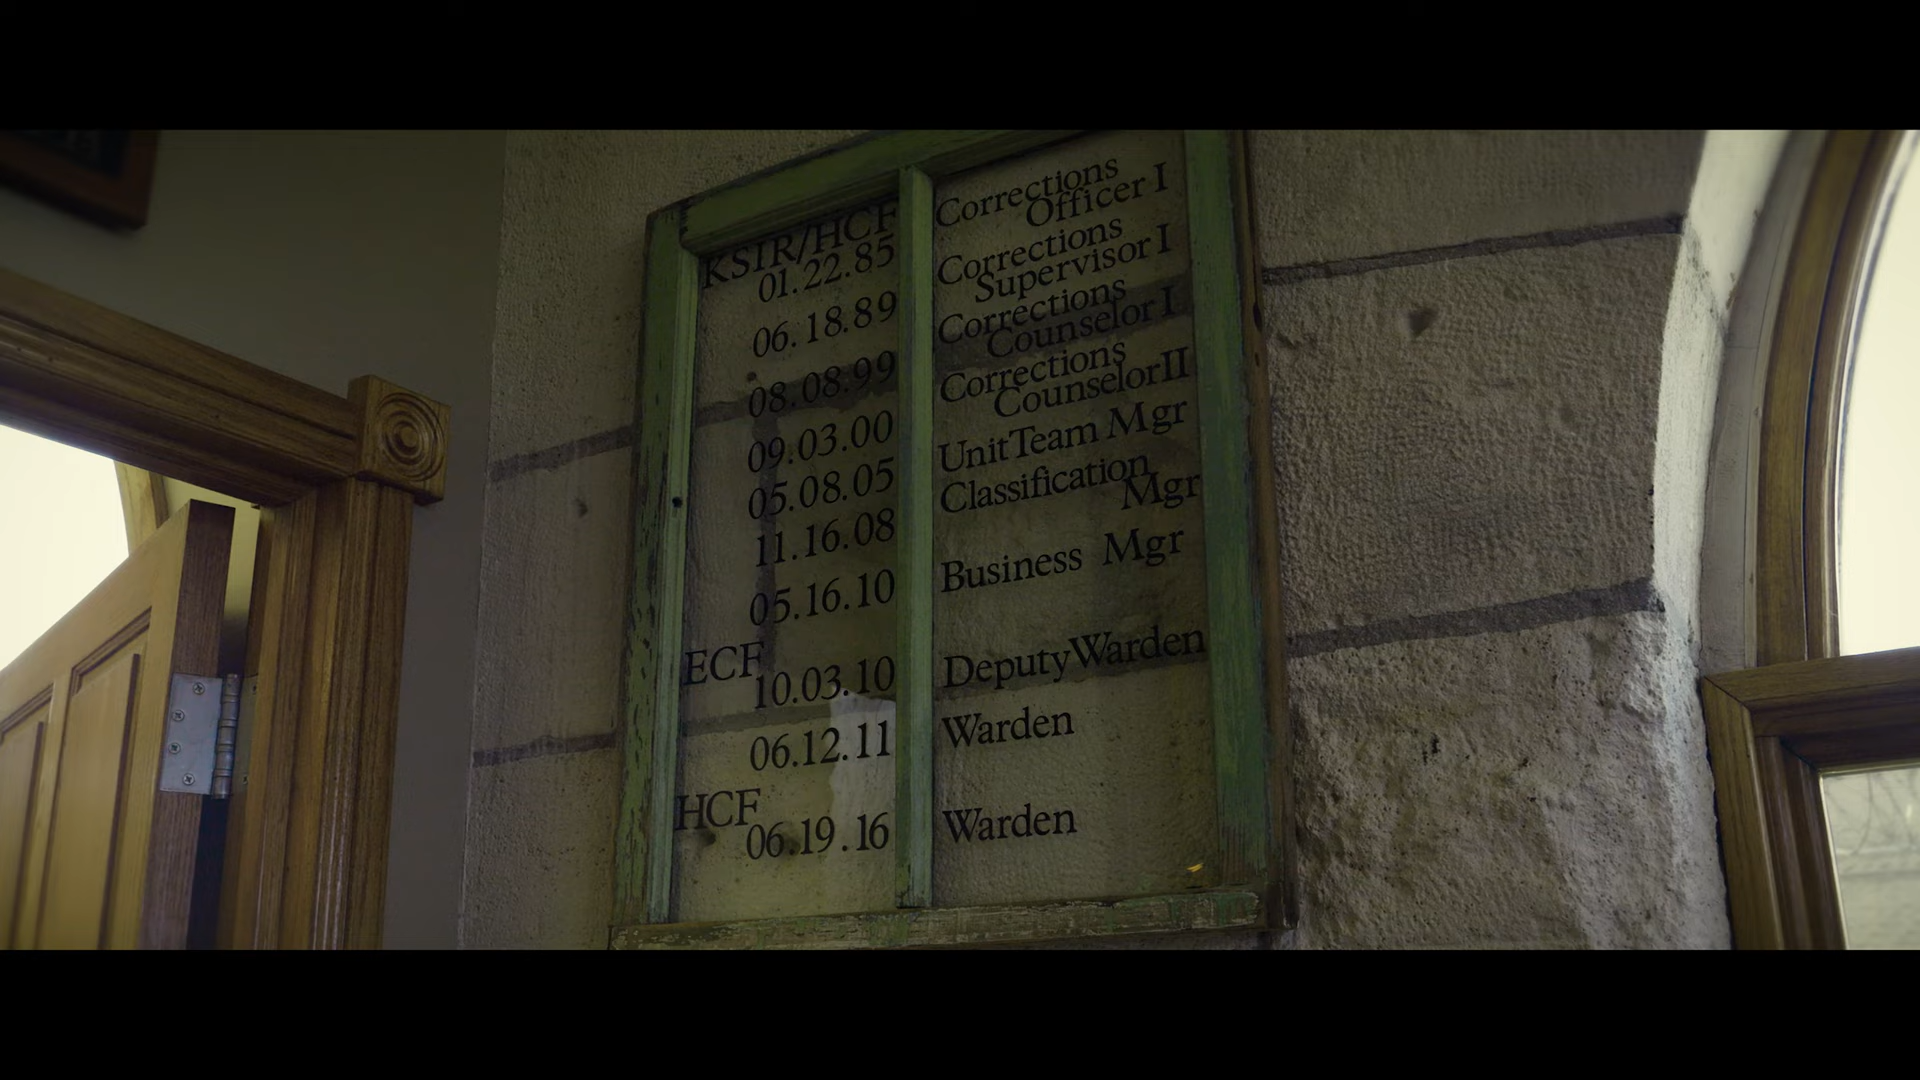 KSIR/HCF
01.22.85
Corrections
Officer I
06.18.89
Corrections
Supervisor I
08.08.99
Corrections
Counselor I
09.03.00
Corrections
Counselor II
05.08.05
Unit Team Mgr
11.16.08
Classification
Mgr
05.16.10
Business Mgr
ECF
10.03.10
Deputy Warden
06.12.11
Warden
HCF
06.19.16
Warden